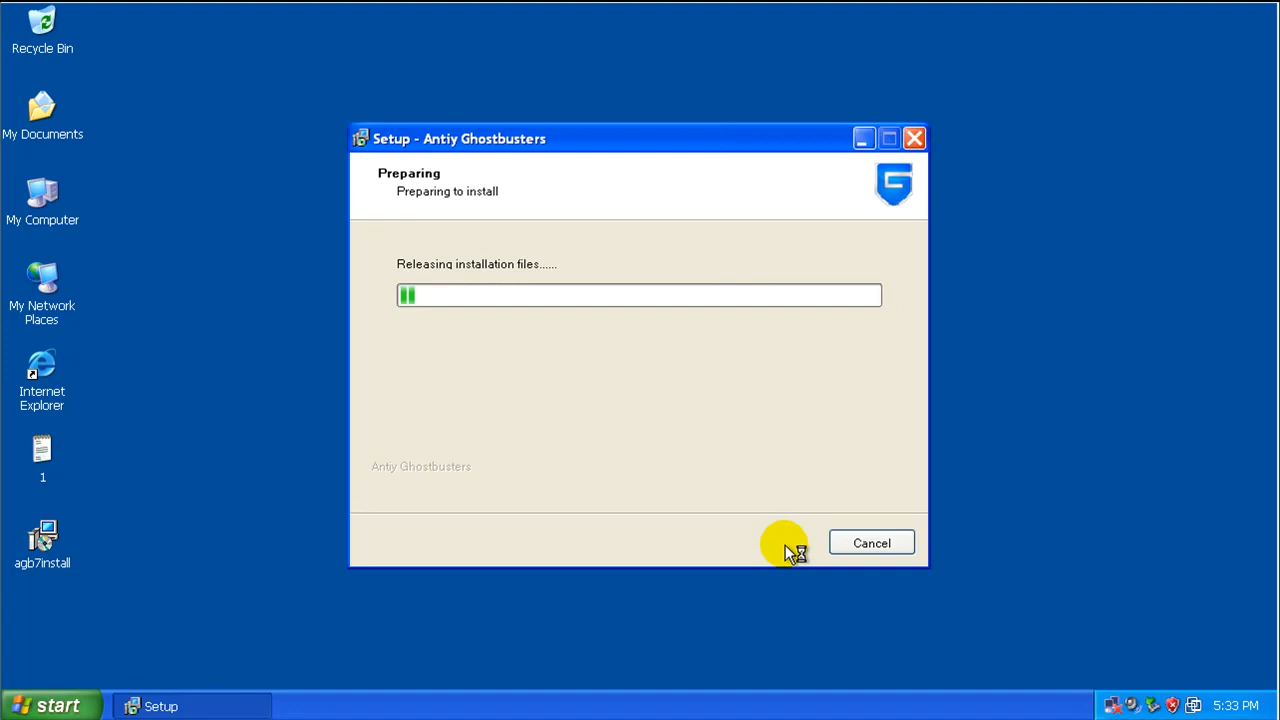 Recycle Bin
My Documents
My Computer
My Network
Places
Internet
Explorer
1
agb7install
Setup - Antiy Ghostbusters
Preparing
Preparing to install
Releasing installation files......
Antiy Ghostbusters
Cancel
start
Setup
5:33 PM